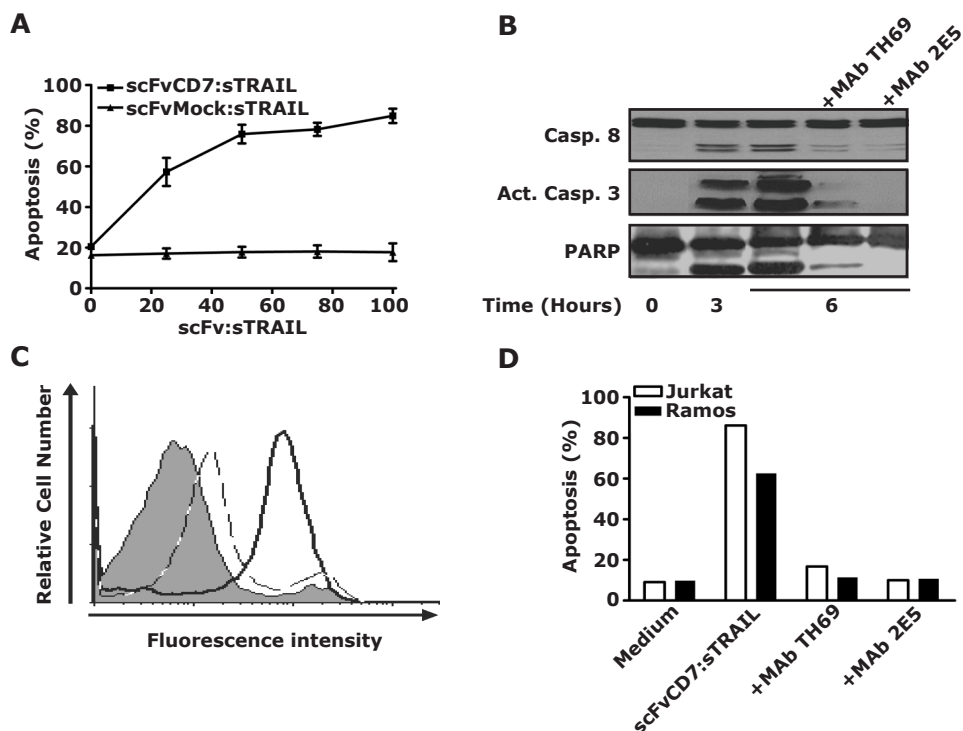 A
scFvCD7:sTRAIL
scFvMock:sTRAIL
100
80
60
40
20
0
Apoptosis (%)
0 20 40 60 80 100
scFv:sTRAIL
B
+MAb TH69
+MAb 2E5
Casp. 8
Act. Casp. 3
PARP
Time (Hours) 0 3 6
C
Relative Cell Number
Fluorescence intensity
D
Jurkat
Ramos
100
80
60
40
20
0
Apoptosis (%)
Medium
scFvCD7:sTRAIL
+MAb TH69
+MAb 2E5